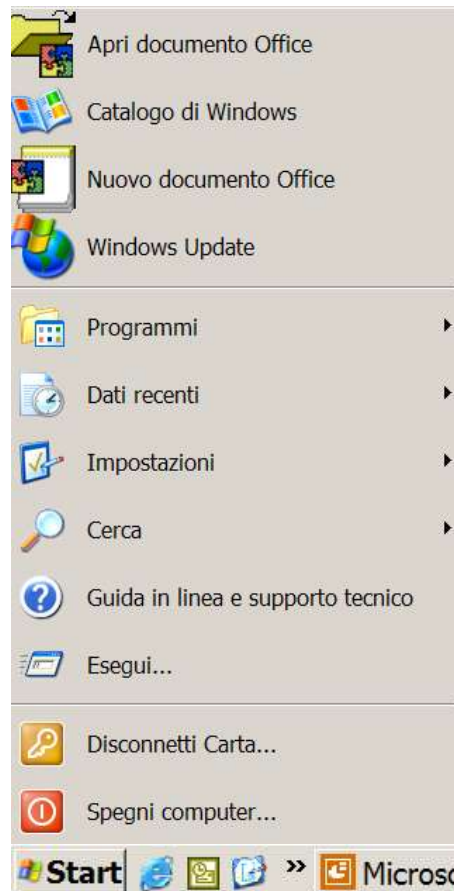 Apri documento Office
Catalogo di Windows
Nuovo documento Office
Windows Update
Programmi
Dati recenti
Impostazioni
Cerca
Guida in linea e supporto tecnico
Esegui...
Disconnetti Carta...
Spegni computer...
Start » Microso